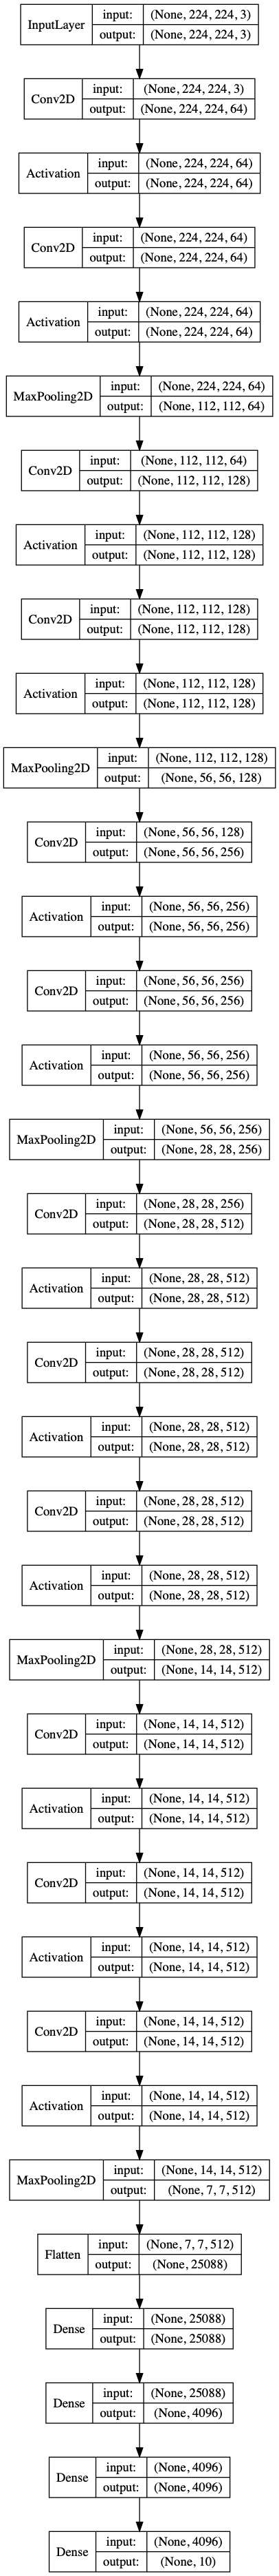 InputLayer
input: (None, 224, 224, 3)
output: (None, 224, 224, 3)
Conv2D
input: (None, 224, 224, 3)
output: (None, 224, 224, 64)
Activation
input: (None, 224, 224, 64)
output: (None, 224, 224, 64)
Conv2D
input: (None, 224, 224, 64)
output: (None, 224, 224, 64)
Activation
input: (None, 224, 224, 64)
output: (None, 224, 224, 64)
MaxPooling2D
input: (None, 224, 224, 64)
output: (None, 112, 112, 64)
Conv2D
input: (None, 112, 112, 64)
output: (None, 112, 112, 128)
Activation
input: (None, 112, 112, 128)
output: (None, 112, 112, 128)
Conv2D
input: (None, 112, 112, 128)
output: (None, 112, 112, 128)
Activation
input: (None, 112, 112, 128)
output: (None, 112, 112, 128)
MaxPooling2D
input: (None, 112, 112, 128)
output: (None, 56, 56, 128)
Conv2D
input: (None, 56, 56, 128)
output: (None, 56, 56, 256)
Activation
input: (None, 56, 56, 256)
output: (None, 56, 56, 256)
Conv2D
input: (None, 56, 56, 256)
output: (None, 56, 56, 256)
Activation
input: (None, 56, 56, 256)
output: (None, 56, 56, 256)
MaxPooling2D
input: (None, 56, 56, 256)
output: (None, 28, 28, 256)
Conv2D
input: (None, 28, 28, 256)
output: (None, 28, 28, 512)
Activation
input: (None, 28, 28, 512)
output: (None, 28, 28, 512)
Conv2D
input: (None, 28, 28, 512)
output: (None, 28, 28, 512)
Activation
input: (None, 28, 28, 512)
output: (None, 28, 28, 512)
Conv2D
input: (None, 28, 28, 512)
output: (None, 28, 28, 512)
Activation
input: (None, 28, 28, 512)
output: (None, 28, 28, 512)
MaxPooling2D
input: (None, 28, 28, 512)
output: (None, 14, 14, 512)
Conv2D
input: (None, 14, 14, 512)
output: (None, 14, 14, 512)
Activation
input: (None, 14, 14, 512)
output: (None, 14, 14, 512)
Conv2D
input: (None, 14, 14, 512)
output: (None, 14, 14, 512)
Activation
input: (None, 14, 14, 512)
output: (None, 14, 14, 512)
Conv2D
input: (None, 14, 14, 512)
output: (None, 14, 14, 512)
Activation
input: (None, 14, 14, 512)
output: (None, 14, 14, 512)
MaxPooling2D
input: (None, 14, 14, 512)
output: (None, 7, 7, 512)
Flatten
input: (None, 7, 7, 512)
output: (None, 25088)
Dense
input: (None, 25088)
output: (None, 25088)
Dense
input: (None, 25088)
output: (None, 4096)
Dense
input: (None, 4096)
output: (None, 4096)
Dense
input: (None, 4096)
output: (None, 10)